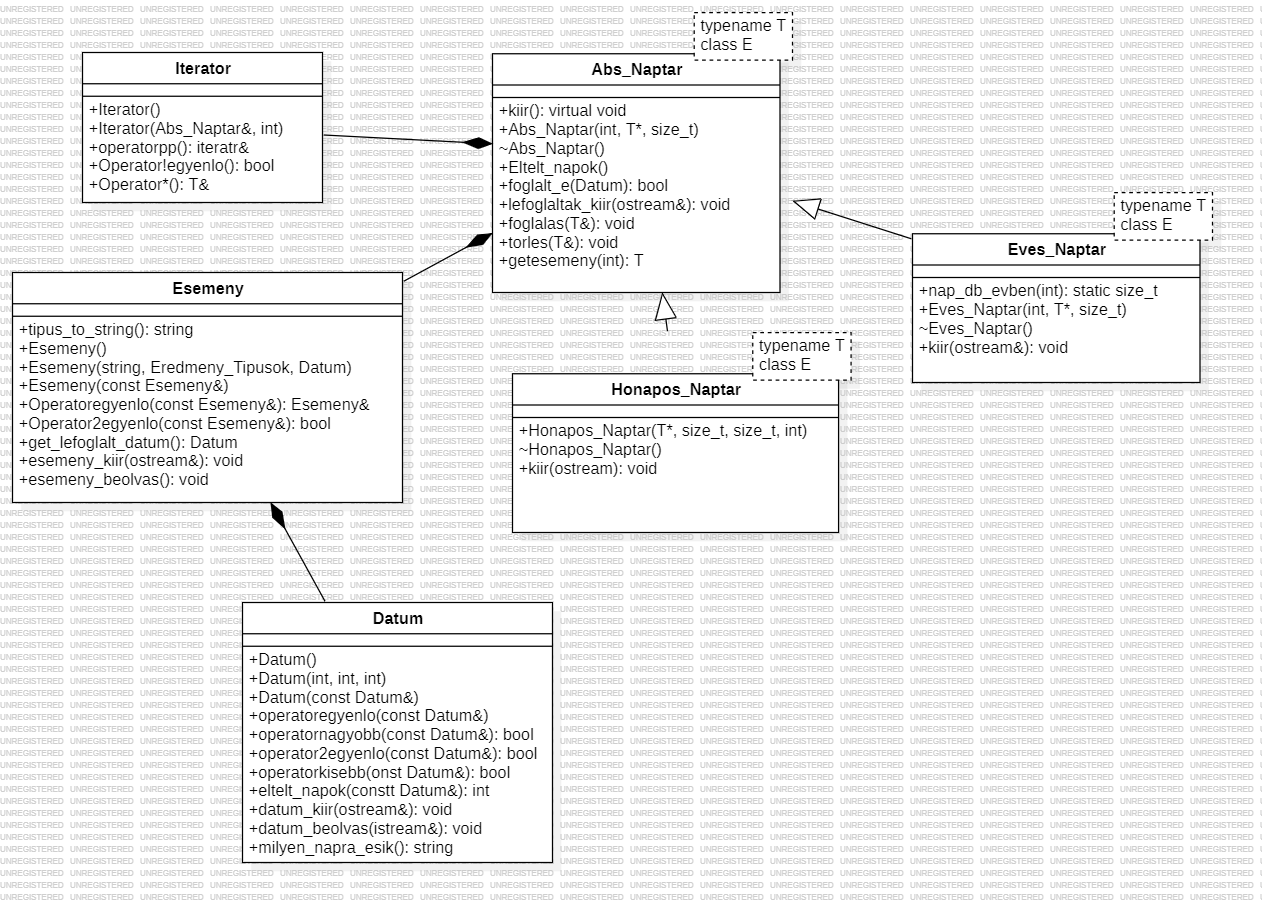 Iterator
+Iterator()
+Iterator(Abs_Naptar&, int)
+operatorpp(): iteratr&
+Operator!egyenlo(): bool
+Operator*(): T&
typename T
class E
Abs_Naptar
+kiir(): virtual void
+Abs_Naptar(int, T*, size_t)
~Abs_Naptar()
+Eltelt_napok()
+foglalt_e(Datum): bool
+lefoglaltak_kiir(ostream&): void
+foglalas(T&): void
+torles(T&): void
+getesemeny(int): T
typename T
class E
Eves_Naptar
+nap_db_evben(int): static size_t
+Eves_Naptar(int, T*, size_t)
~Eves_Naptar()
+kiir(ostream&): void
Esemeny
+tipus_to_string(): string
+Esemeny()
+Esemeny(string, Eredmeny_Tipusok, Datum)
+Esemeny(const Esemeny&)
+Operatoregyenlo(const Esemeny&): Esemeny&
+Operator2egyenlo(const Esemeny&): bool
+get_lefoglalt_datum(): Datum
+esemeny_kiir(ostream&): void
+esemeny_beolvas(): void
typename T
class E
Honapos_Naptar
+Honapos_Naptar(T*, size_t, size_t, int)
~Honapos_Naptar()
+kiir(ostream): void
Datum
+Datum()
+Datum(int, int, int)
+Datum(const Datum&)
+operatoregyenlo(const Datum&)
+operatornagyobb(const Datum&): bool
+operator2egyenlo(const Datum&): bool
+operatorkisebb(onst Datum&): bool
+eltelt_napok(constt Datum&): int
+datum_kiir(ostream&): void
+datum_beolvas(istream&): void
+milyen_napra_esik(): string
UNREGISTERED